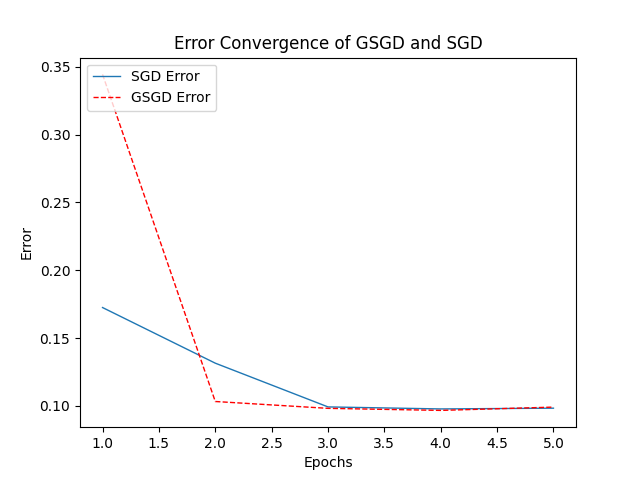 Error Convergence of GSGD and SGD
SGD Error
GSGD Error
0.35
0.30
0.25
0.20
0.15
0.10
Error
1.0 1.5 2.0 2.5 3.0 3.5 4.0 4.5 5.0
Epochs